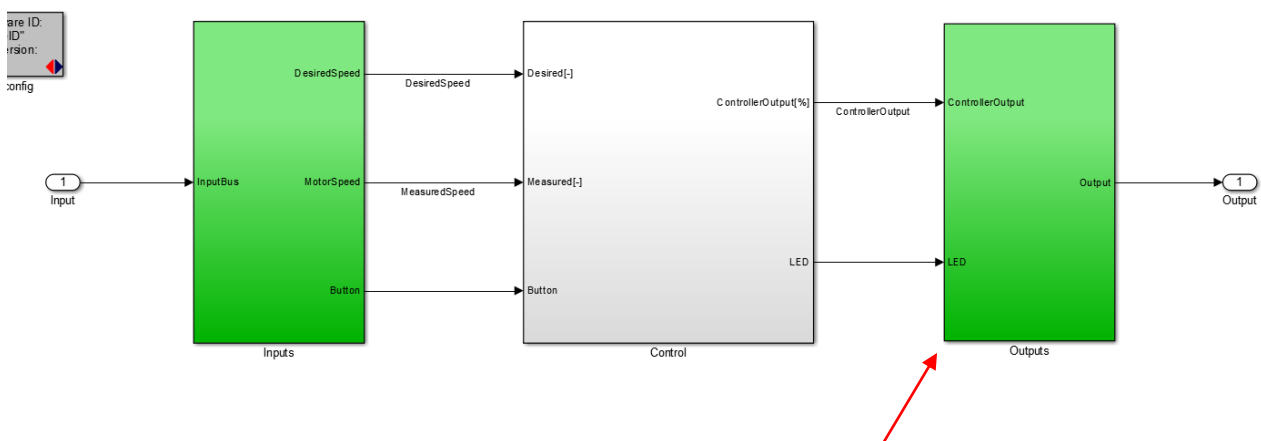 are ID:
ID"
ersion:
config
DesiredSpeed
DesiredSpeed
Desired[-]
ControllerOutput[%]
ControllerOutput
ControllerOutput
1
Input
InputBus
MotorSpeed
MeasuredSpeed
Measured[-]
Output
1
Output
LED
LED
Button
Button
Inputs
Control
Outputs